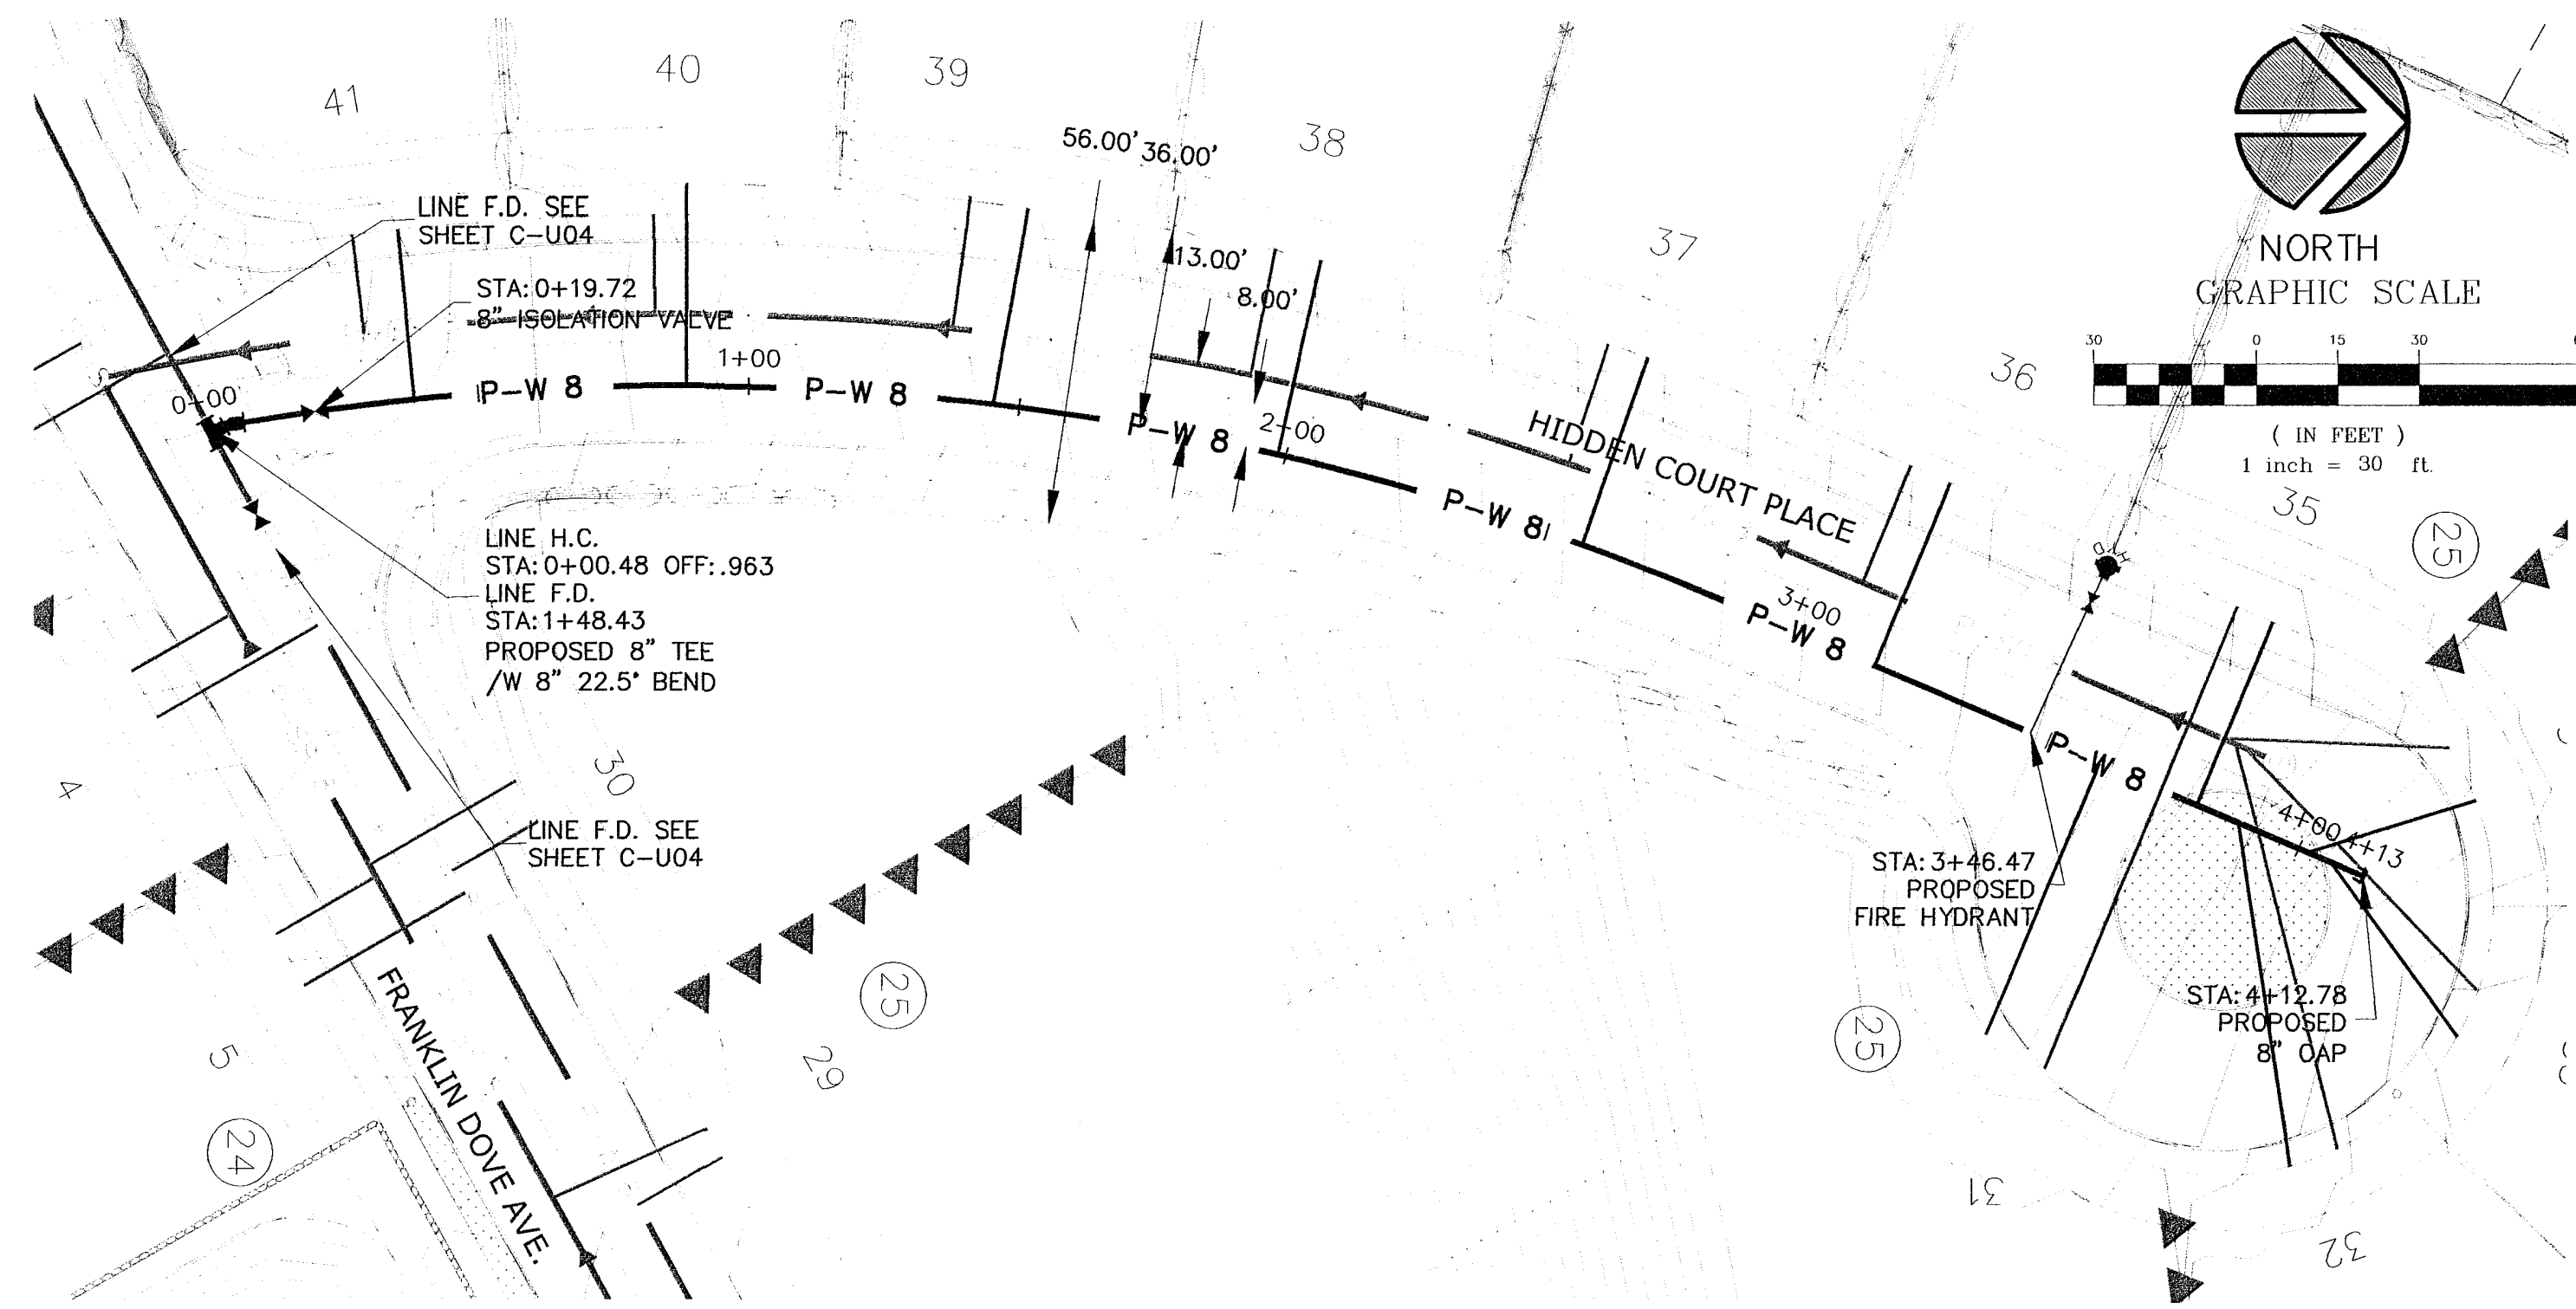 41
40
39
38
37
36
35
56.00' 36.00'
13.00'
8.00'
LINE F.D. SEE
SHEET C-U04
STA: 0+19.72
8" ISOLATION VALVE
0+00
1+00
2+00
3+00
4+00
4+13
P-W 8
P-W 8
P-W 8
P-W 8
P-W 8
P-W 8
HIDDEN COURT PLACE
NORTH
GRAPHIC SCALE
30 0 15 30
( IN FEET )
1 inch = 30 ft.
25
LINE H.C.
STA: 0+00.48 OFF: .963
LINE F.D.
STA: 1+48.43
PROPOSED 8" TEE
/W 8" 22.5° BEND
30
4
LINE F.D. SEE
SHEET C-U04
STA: 3+46.47
PROPOSED
FIRE HYDRANT
STA: 4+12.78
PROPOSED
8" CAP
FRANKLIN DOVE AVE.
25
25
29
5
24
31
32